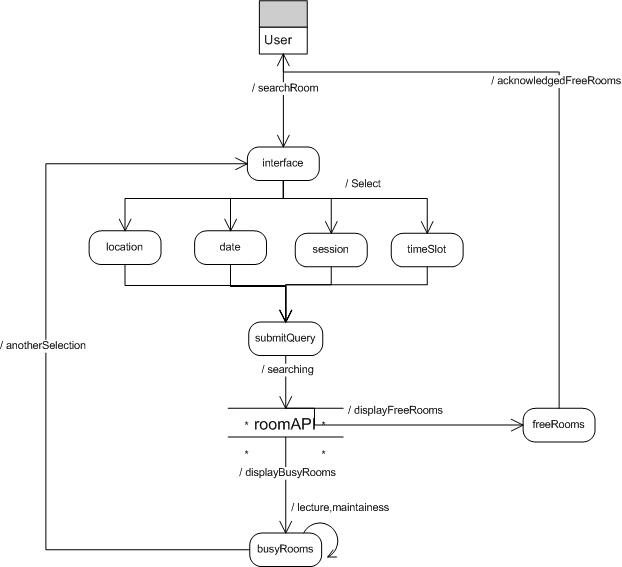 User
/ acknowledgedFreeRooms
/ searchRoom
interface
/ Select
location
date
session
timeSlot
submitQuery
/ anotherSelection
/ searching
/ displayFreeRooms
* roomAPI *
freeRooms
* *
/ displayBusyRooms
/ lecture,maintainess
busyRooms